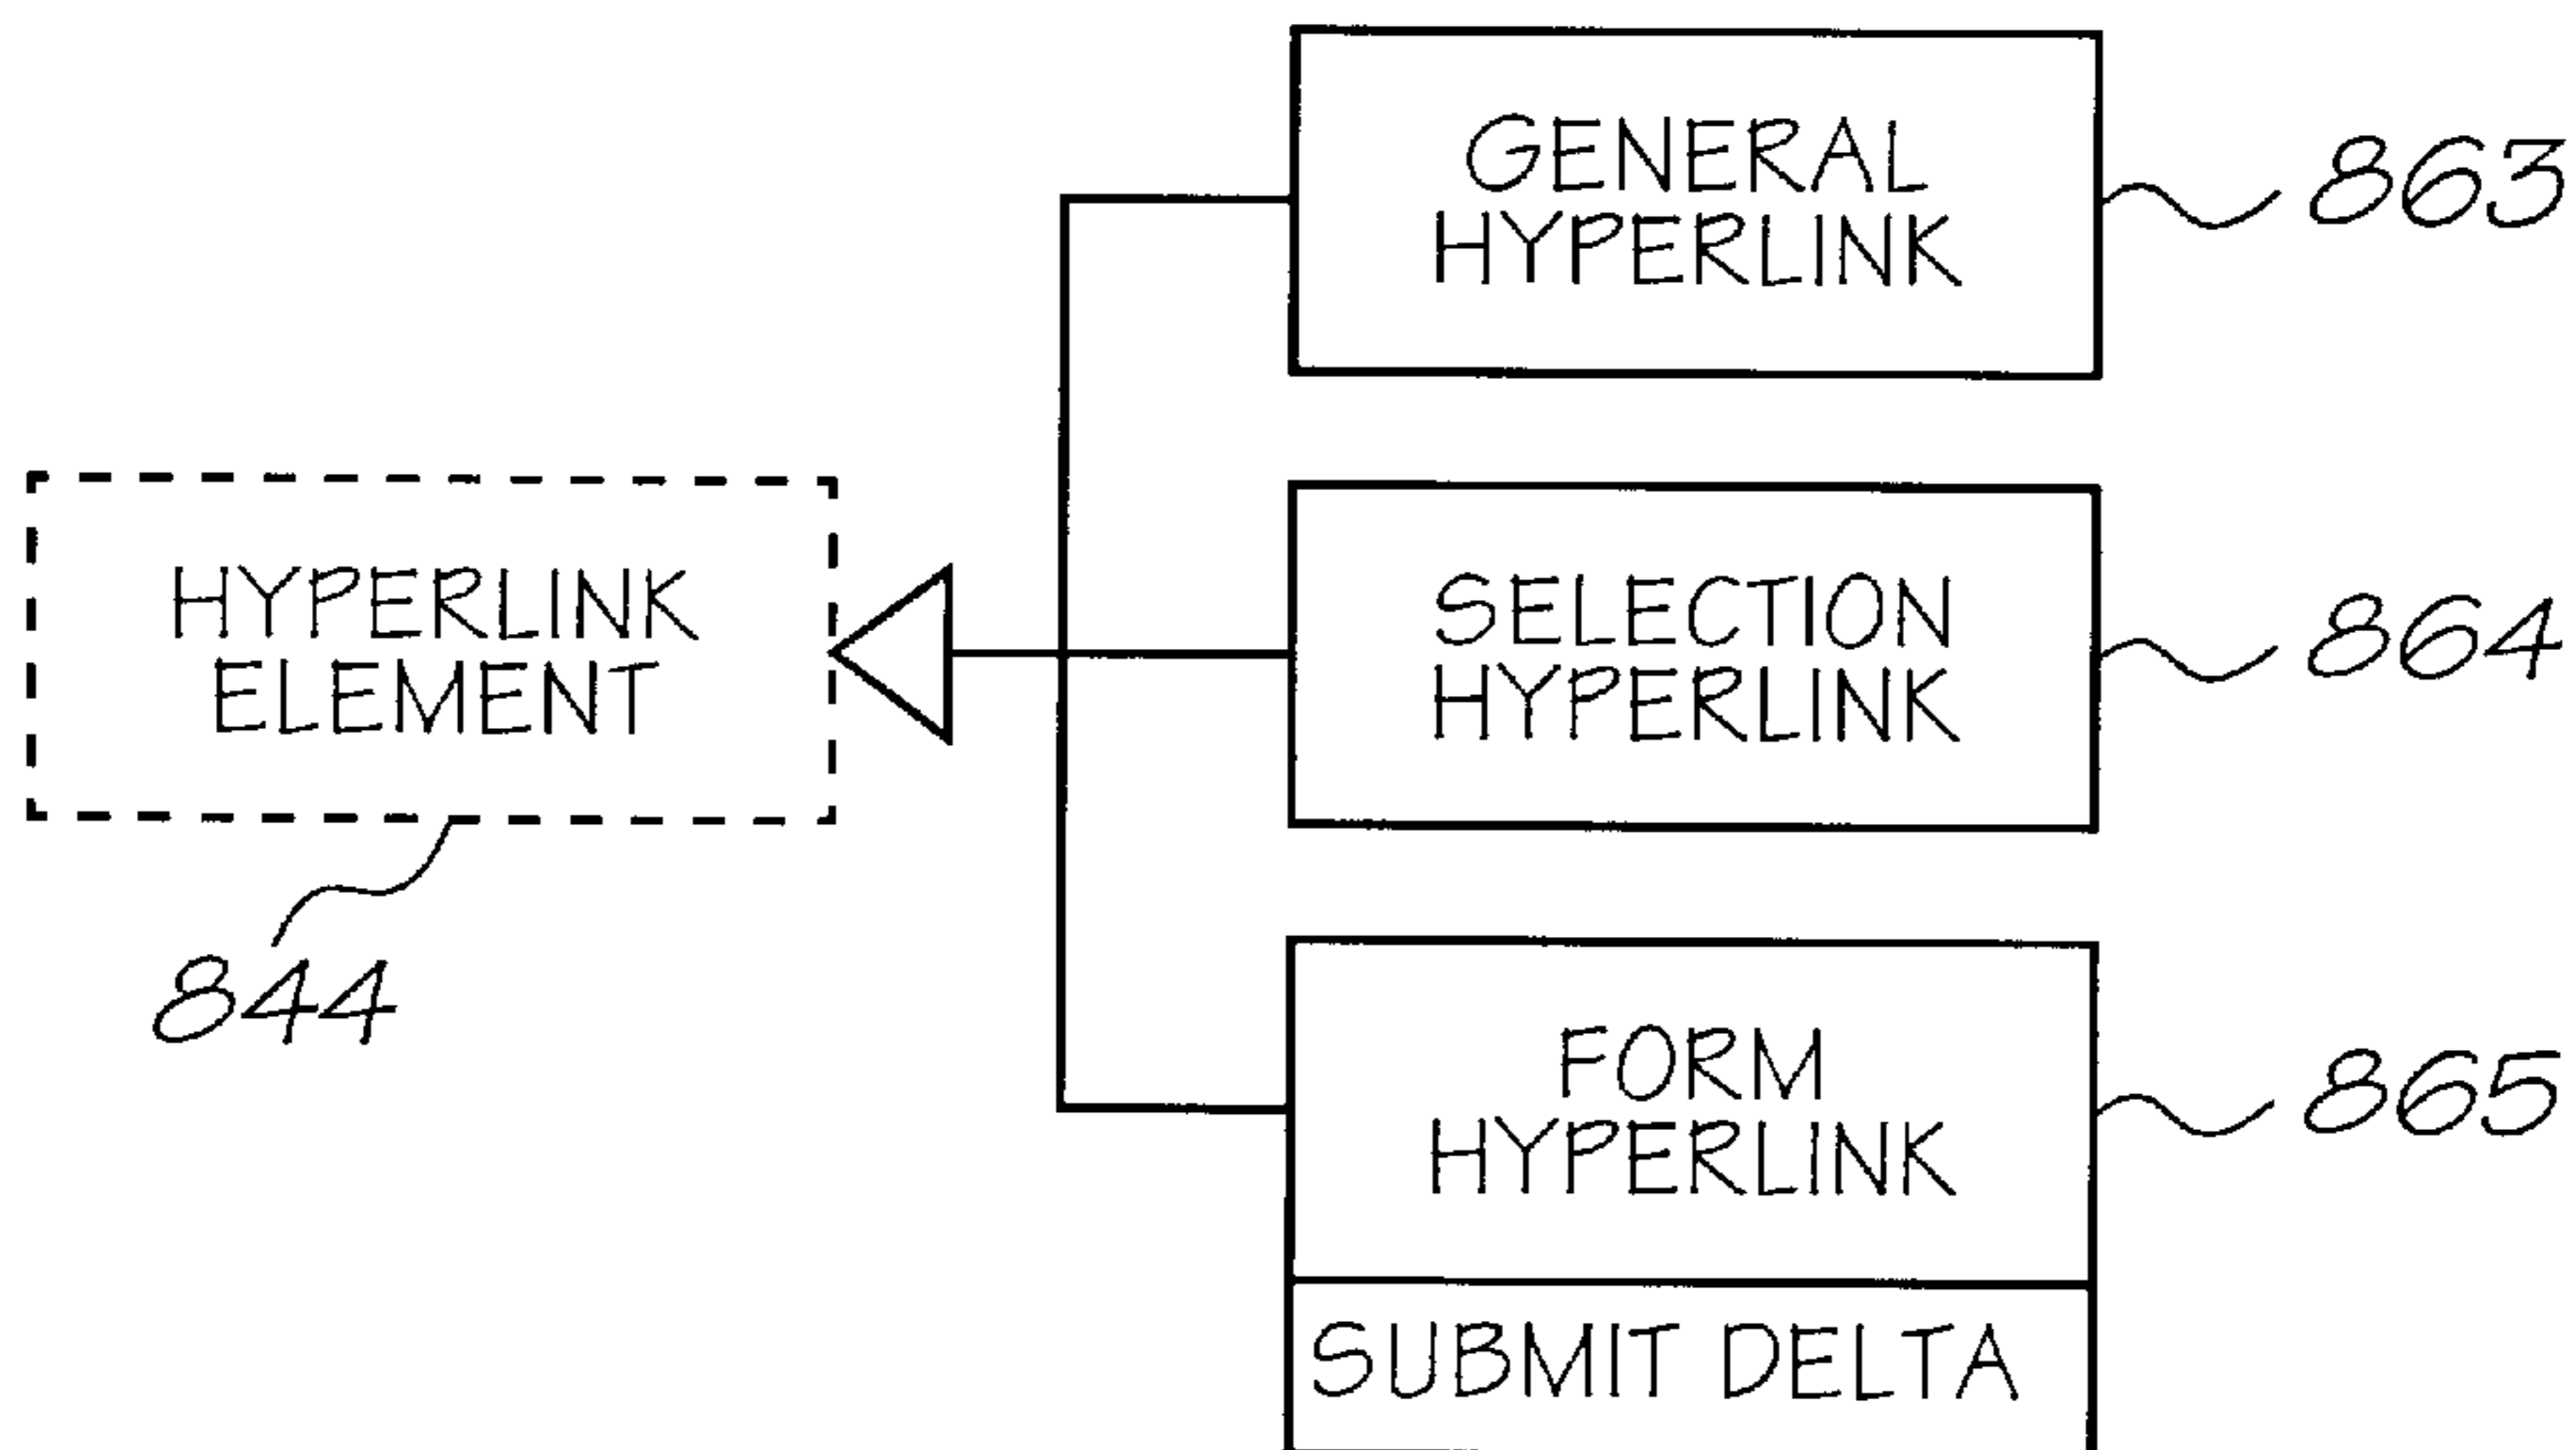 GENERAL
HYPERLINK
863
HYPERLINK
ELEMENT
844
SELECTION
HYPERLINK
864
FORM
HYPERLINK
865
SUBMIT DELTA